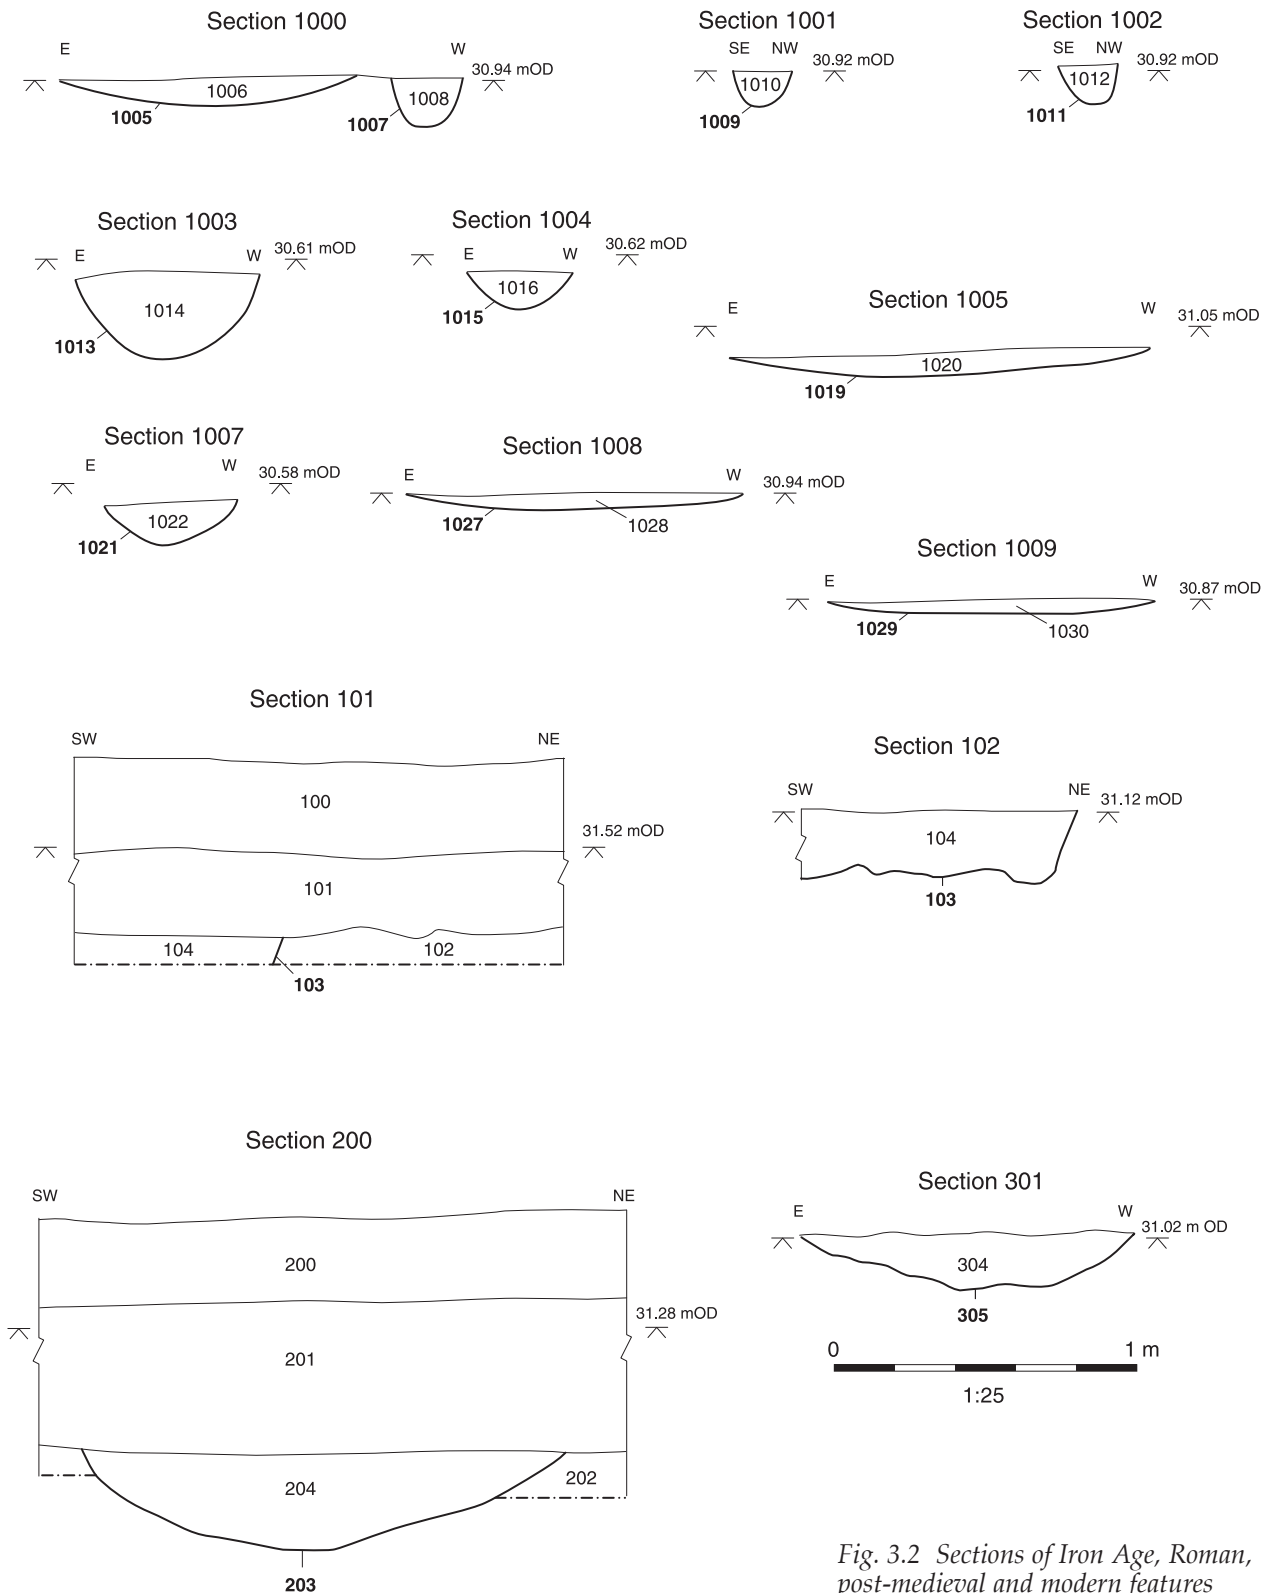 Section 1000
E
W
30.94 mOD
1006
1005
1008
1007
Section 1001
SE NW
30.92 mOD
1010
1009
Section 1002
SE NW
30.92 mOD
1012
1011
Section 1003
E
W
30.61 mOD
1014
1013
Section 1004
E
W
30.62 mOD
1016
1015
Section 1005
E
W
31.05 mOD
1020
1019
Section 1007
E
W
30.58 mOD
1022
1021
Section 1008
E
W
30.94 mOD
1027
1028
Section 1009
E
W
30.87 mOD
1029
1030
Section 101
SW
NE
100
31.52 mOD
101
104
102
103
Section 102
SW
NE
31.12 mOD
104
103
Section 200
SW
NE
200
31.28 mOD
201
204
202
203
Section 301
E
W
31.02 m OD
304
305
0
1 m
1:25
Fig. 3.2 Sections of Iron Age, Roman,
post-medieval and modern features